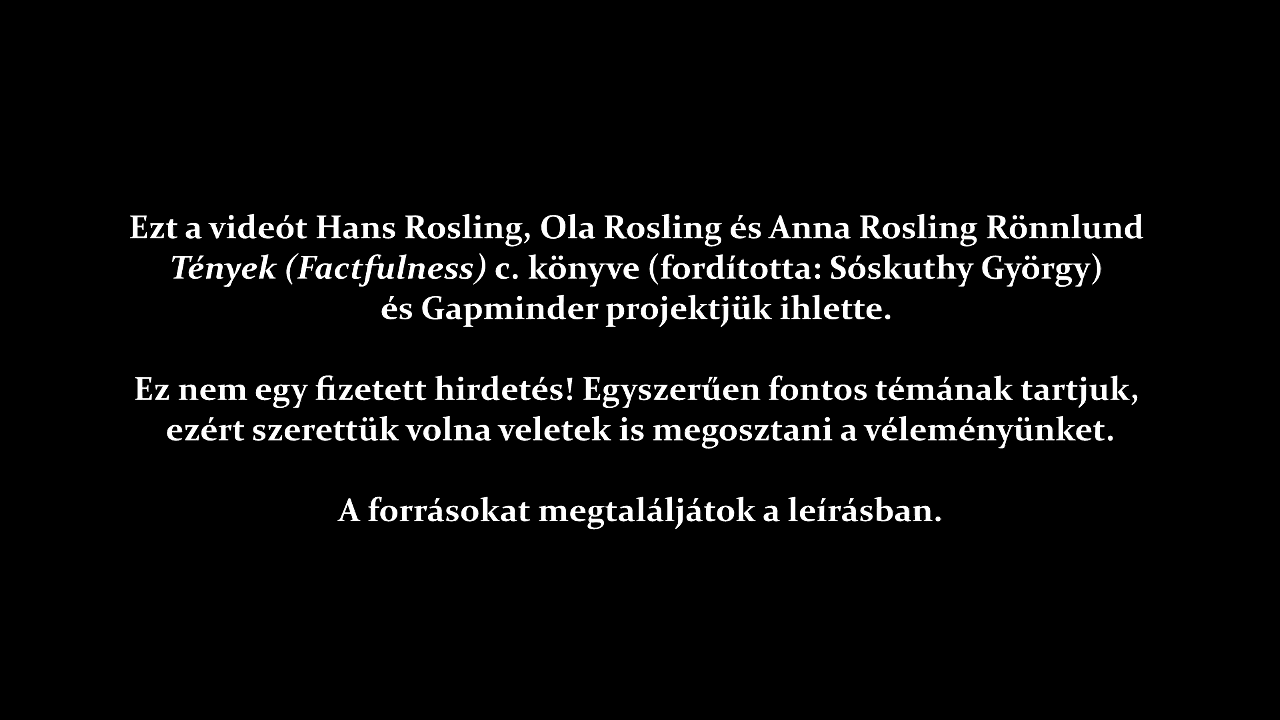 Ezt a videót Hans Rosling, Ola Rosling és Anna Rosling Rönnlund
Tények (Factfulness) c. könyve (fordította: Sóskuthy György)
és Gapminder projektjük ihlette.
Ez nem egy fizetett hirdetés! Egyszerűen fontos témának tartjuk,
ezért szerettük volna veletek is megosztani a véleményünket.
A forrásokat megtaláljátok a leírásban.